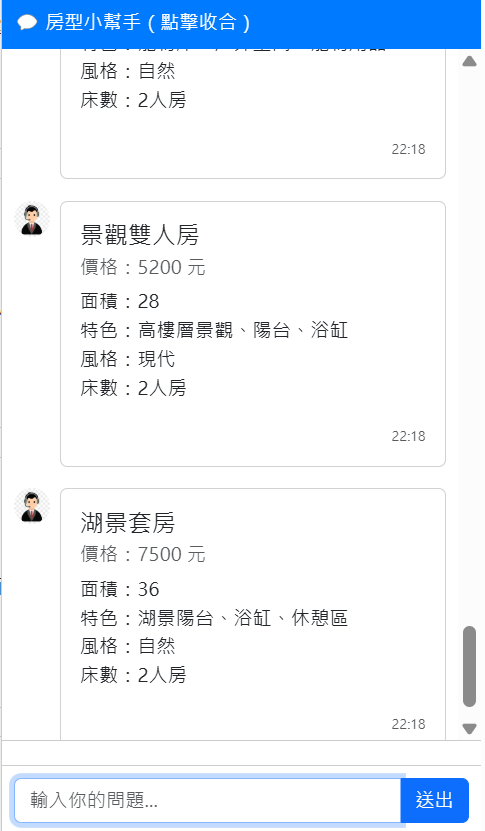 房型小幫手（點擊收合）
風格：自然
床數：2人房
22:18
景觀雙人房
價格：5200 元
面積：28
特色：高樓層景觀、陽台、浴缸
風格：現代
床數：2人房
22:18
湖景套房
價格：7500 元
面積：36
特色：湖景陽台、浴缸、休憩區
風格：自然
床數：2人房
22:18
輸入你的問題...
送出